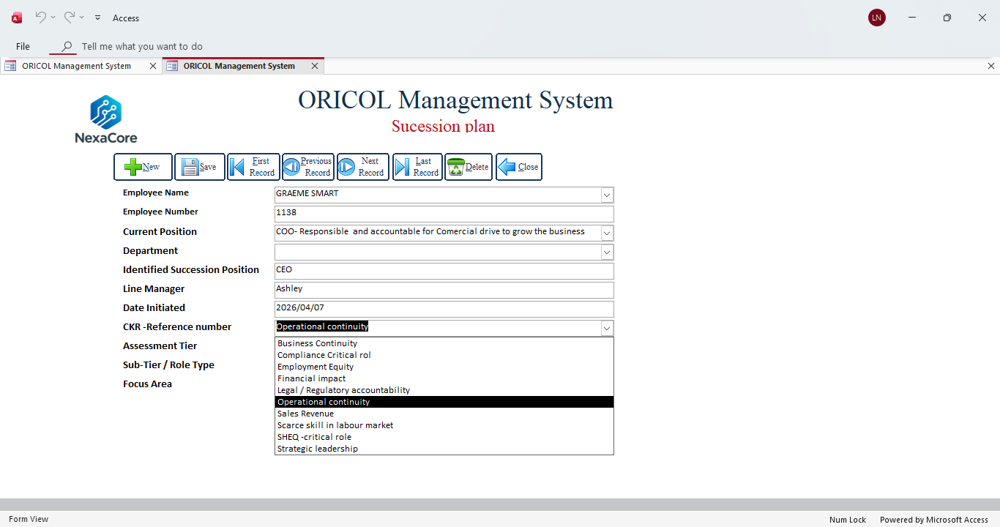 Access
LN
File
Tell me what you want to do
ORICOL Management System
ORICOL Management System
NexaCore
ORICOL Management System
Sucession plan
New
Save
First Record
Previous Record
Next Record
Last Record
Delete
Close
Employee Name
GRAEME SMART
Employee Number
1138
Current Position
COO- Responsible  and accountable for Comercial drive to grow the business
Department
Identified Succession Position
CEO
Line Manager
Ashley
Date Initiated
2026/04/07
CKR -Reference number
Operational continuity
Assessment Tier
Sub-Tier / Role Type
Focus Area
Business Continuity
Compliance Critical rol
Employment Equity
Financial impact
Legal / Regulatory accountability
Operational continuity
Sales Revenue
Scarce skill in labour market
SHEQ -critical role
Strategic leadership
Form View
Num Lock
Powered by Microsoft Access